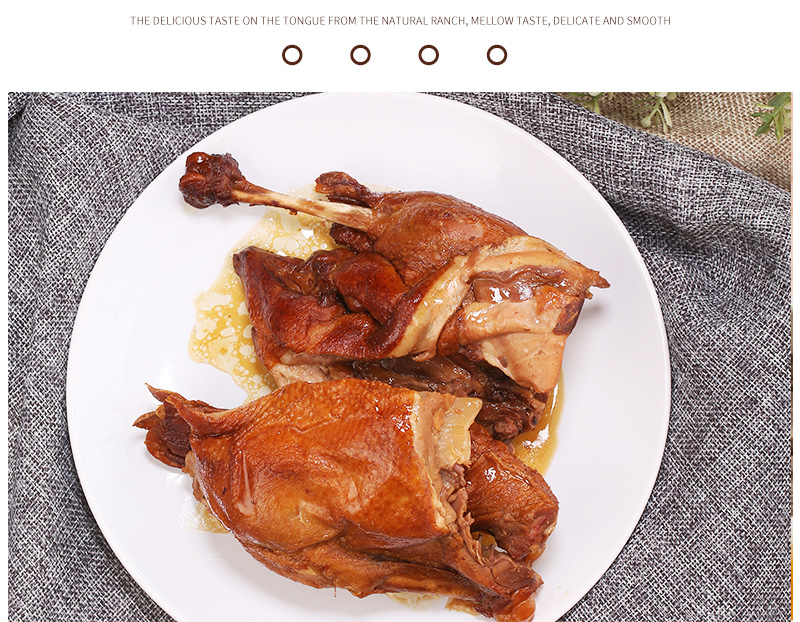 THE DELICIOUS TASTE ON THE TONGUE FROM THE NATURAL RANCH, MELLOW TASTE, DELICATE AND SMOOTH